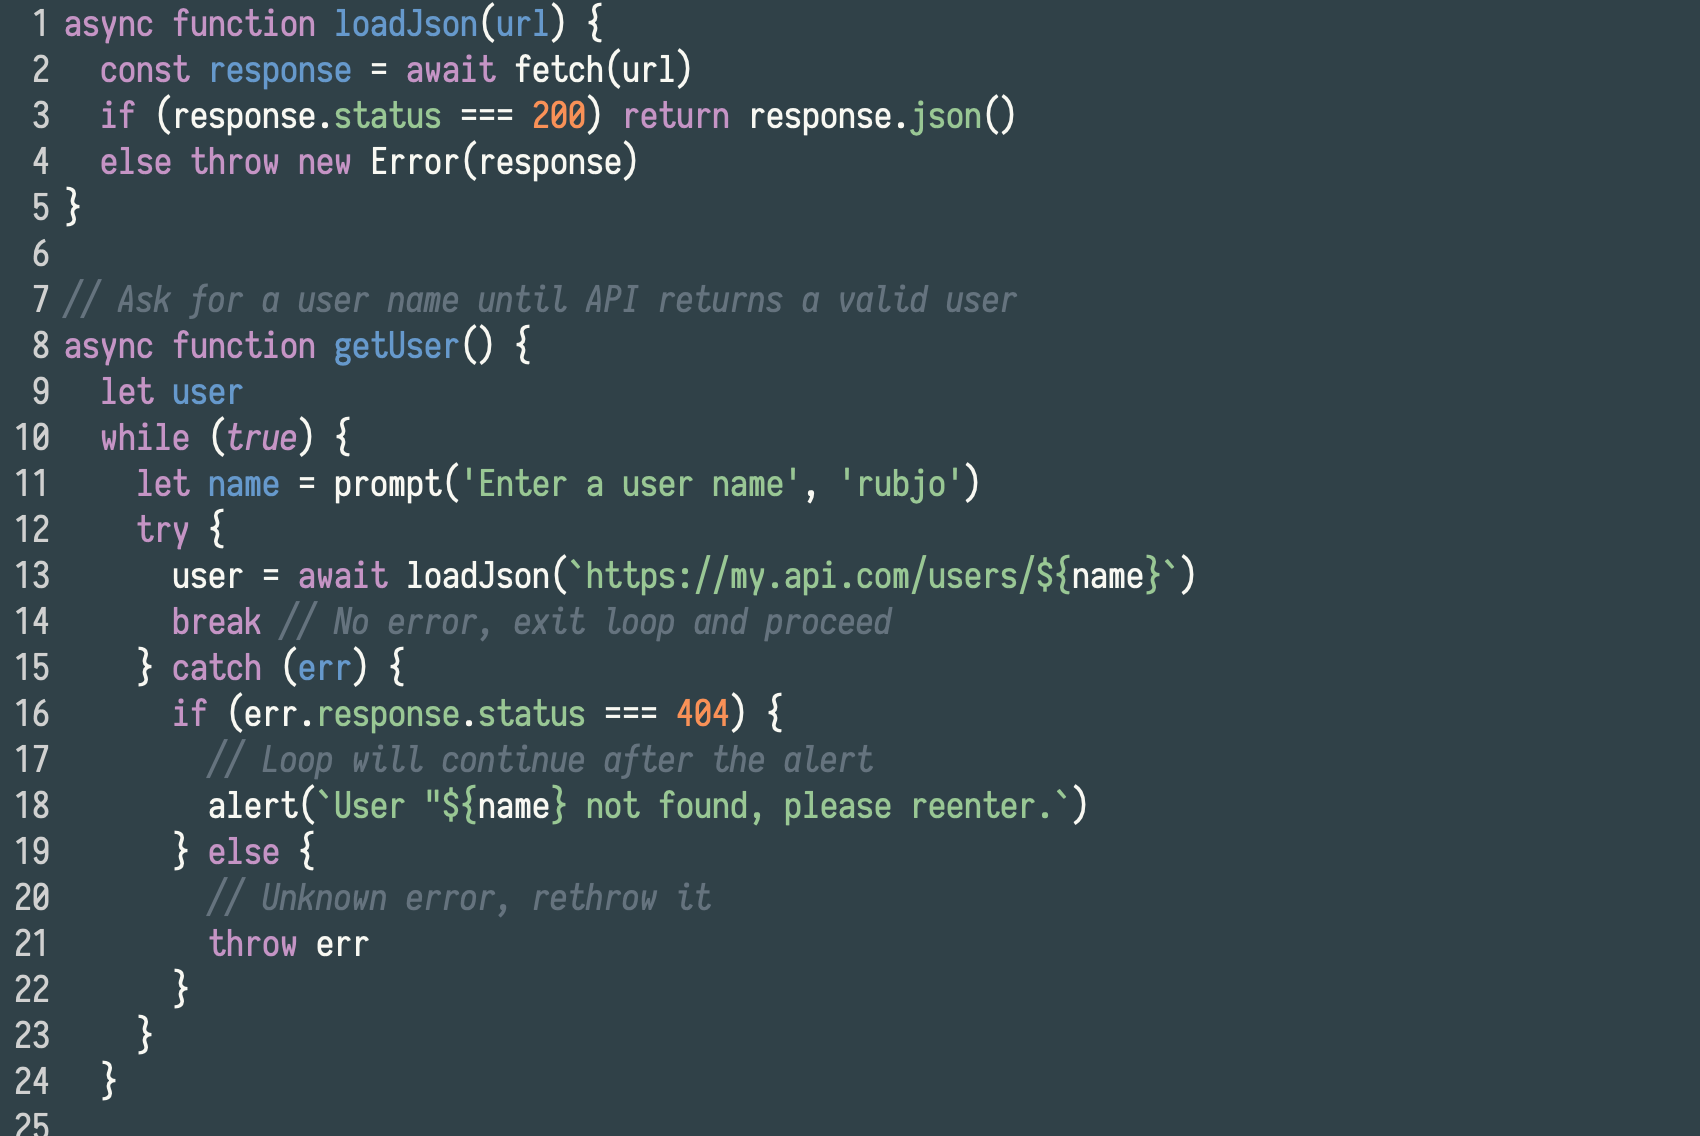 1 async function loadJson(url) {
2   const response = await fetch(url)
3   if (response.status === 200) return response.json()
4   else throw new Error(response)
5 }
6
7 // Ask for a user name until API returns a valid user
8 async function getUser() {
9   let user
10   while (true) {
11     let name = prompt('Enter a user name', 'rubjo')
12     try {
13       user = await loadJson(`https://my.api.com/users/${name}`)
14       break // No error, exit loop and proceed
15     } catch (err) {
16       if (err.response.status === 404) {
17         // Loop will continue after the alert
18         alert(`User "${name} not found, please reenter.`)
19       } else {
20         // Unknown error, rethrow it
21         throw err
22       }
23     }
24   }
25